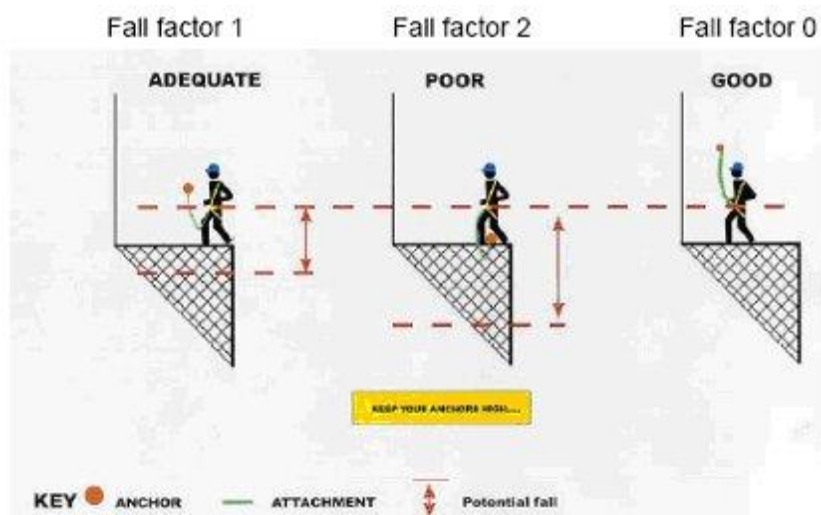 Fall factor 1 Fall factor 2 Fall factor 0
ADEQUATE POOR GOOD
KEEP YOUR ANCHORS HIGH....
KEY ANCHOR ATTACHMENT Potential fall